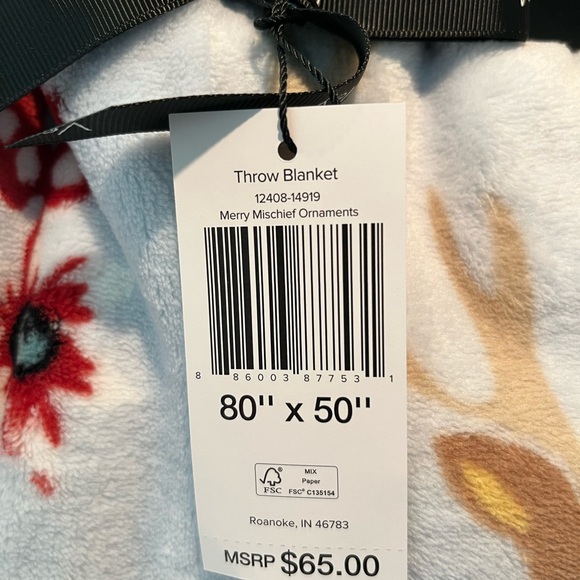 Throw Blanket
12408-14919
Merry Mischief Ornaments
8 86003 87753 1
80" x 50"
FSC
MIX
Paper
FSC® C135154
Roanoke, IN 46783
MSRP $65.00